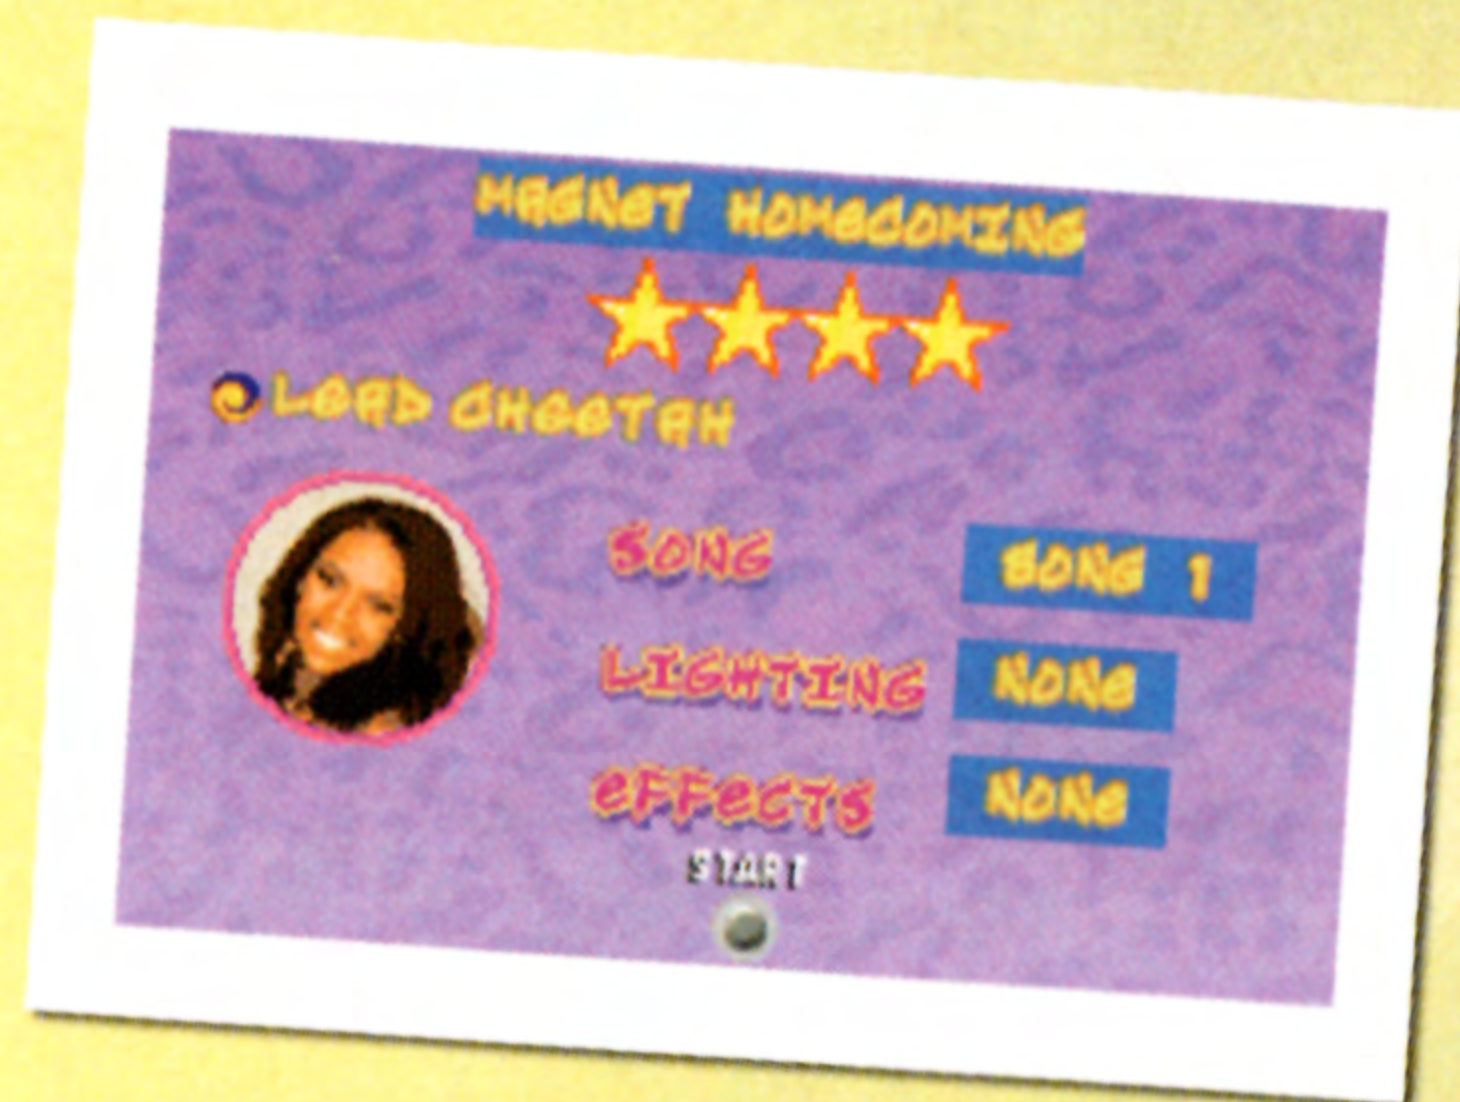 MAGNET HOMECOMING
LEAD CHEETAH
SONG SONG 1
LIGHTING NONE
EFFECTS NONE
START